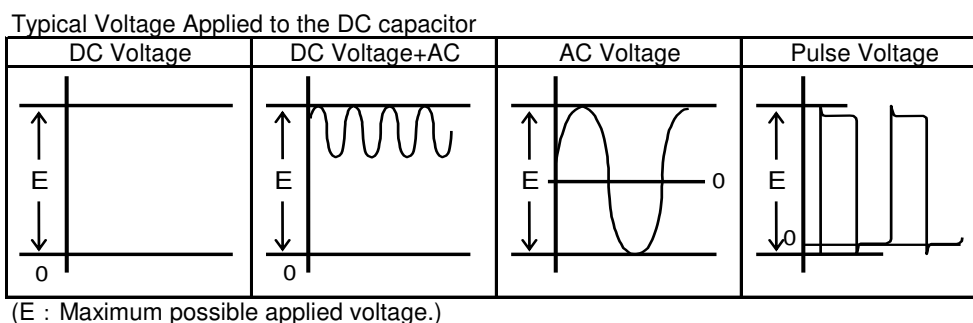 Typical Voltage Applied to the DC capacitor
DC Voltage DC Voltage+AC AC Voltage Pulse Voltage
E E E 0 E
0
0 0
(E : Maximum possible applied voltage.)